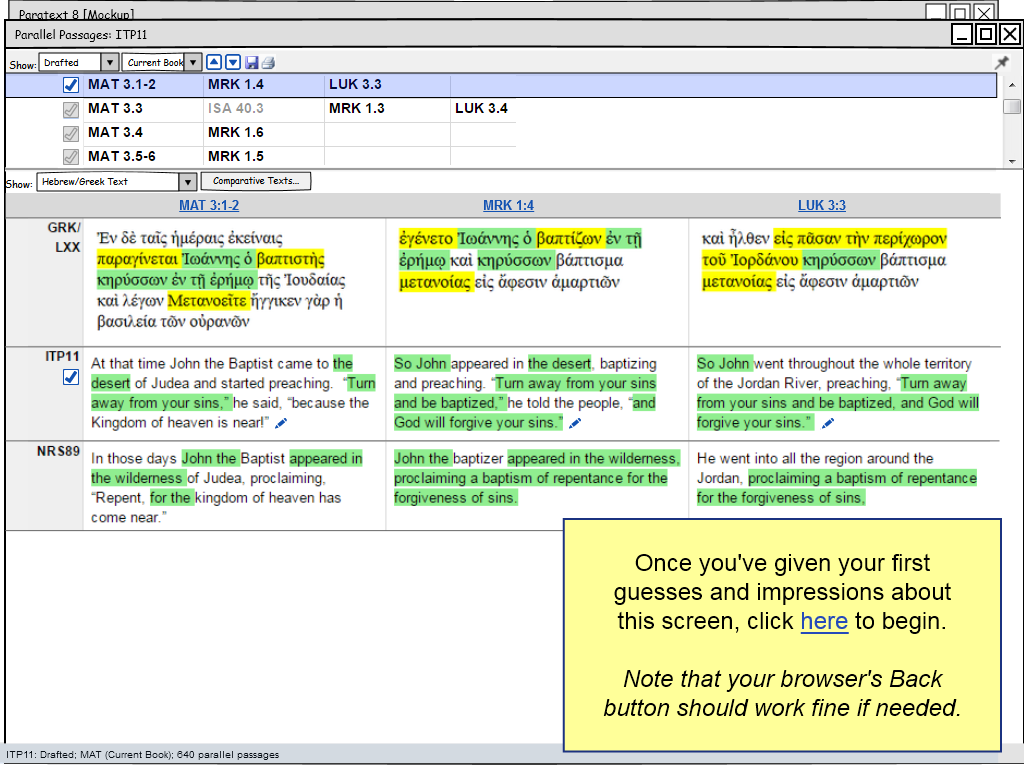 Paratext 8 [Mockup]
Parallel Passages: ITP11
Show: Drafted Current Book
MAT 3.1-2 MRK 1.4 LUK 3.3
MAT 3.3 ISA 40.3 MRK 1.3 LUK 3.4
MAT 3.4 MRK 1.6
MAT 3.5-6 MRK 1.5
Show: Hebrew/Greek Text Comparative Texts...
MAT 3:1-2 MRK 1:4 LUK 3:3
GRK/
LXX
Ἐν δὲ ταῖς ἡμέραις ἐκείναις
παραγίνεται Ἰωάννης ὁ βαπτιστὴς
κηρύσσων ἐν τῇ ἐρήμῳ τῆς Ἰουδαίας
καὶ λέγων Μετανοεῖτε ἤγγικεν γὰρ ἡ
βασιλεία τῶν οὐρανῶν
ἐγένετο Ἰωάννης ὁ βαπτίζων ἐν τῇ
ἐρήμῳ καὶ κηρύσσων βάπτισμα
μετανοίας εἰς ἄφεσιν ἁμαρτιῶν
καὶ ἦλθεν εἰς πᾶσαν τὴν περίχωρον
τοῦ Ἰορδάνου κηρύσσων βάπτισμα
μετανοίας εἰς ἄφεσιν ἁμαρτιῶν
ITP11
At that time John the Baptist came to the
desert of Judea and started preaching. “Turn
away from your sins,” he said, “because the
Kingdom of heaven is near!”
So John appeared in the desert, baptizing
and preaching. “Turn away from your sins
and be baptized,” he told the people, “and
God will forgive your sins.”
So John went throughout the whole territory
of the Jordan River, preaching, “Turn away
from your sins and be baptized, and God will
forgive your sins.”
NRS89
In those days John the Baptist appeared in
the wilderness of Judea, proclaiming,
“Repent, for the kingdom of heaven has
come near.”
John the baptizer appeared in the wilderness,
proclaiming a baptism of repentance for the
forgiveness of sins.
He went into all the region around the
Jordan, proclaiming a baptism of repentance
for the forgiveness of sins,
Once you've given your first
guesses and impressions about
this screen, click here to begin.
Note that your browser's Back
button should work fine if needed.
ITP11: Drafted; MAT (Current Book); 640 parallel passages